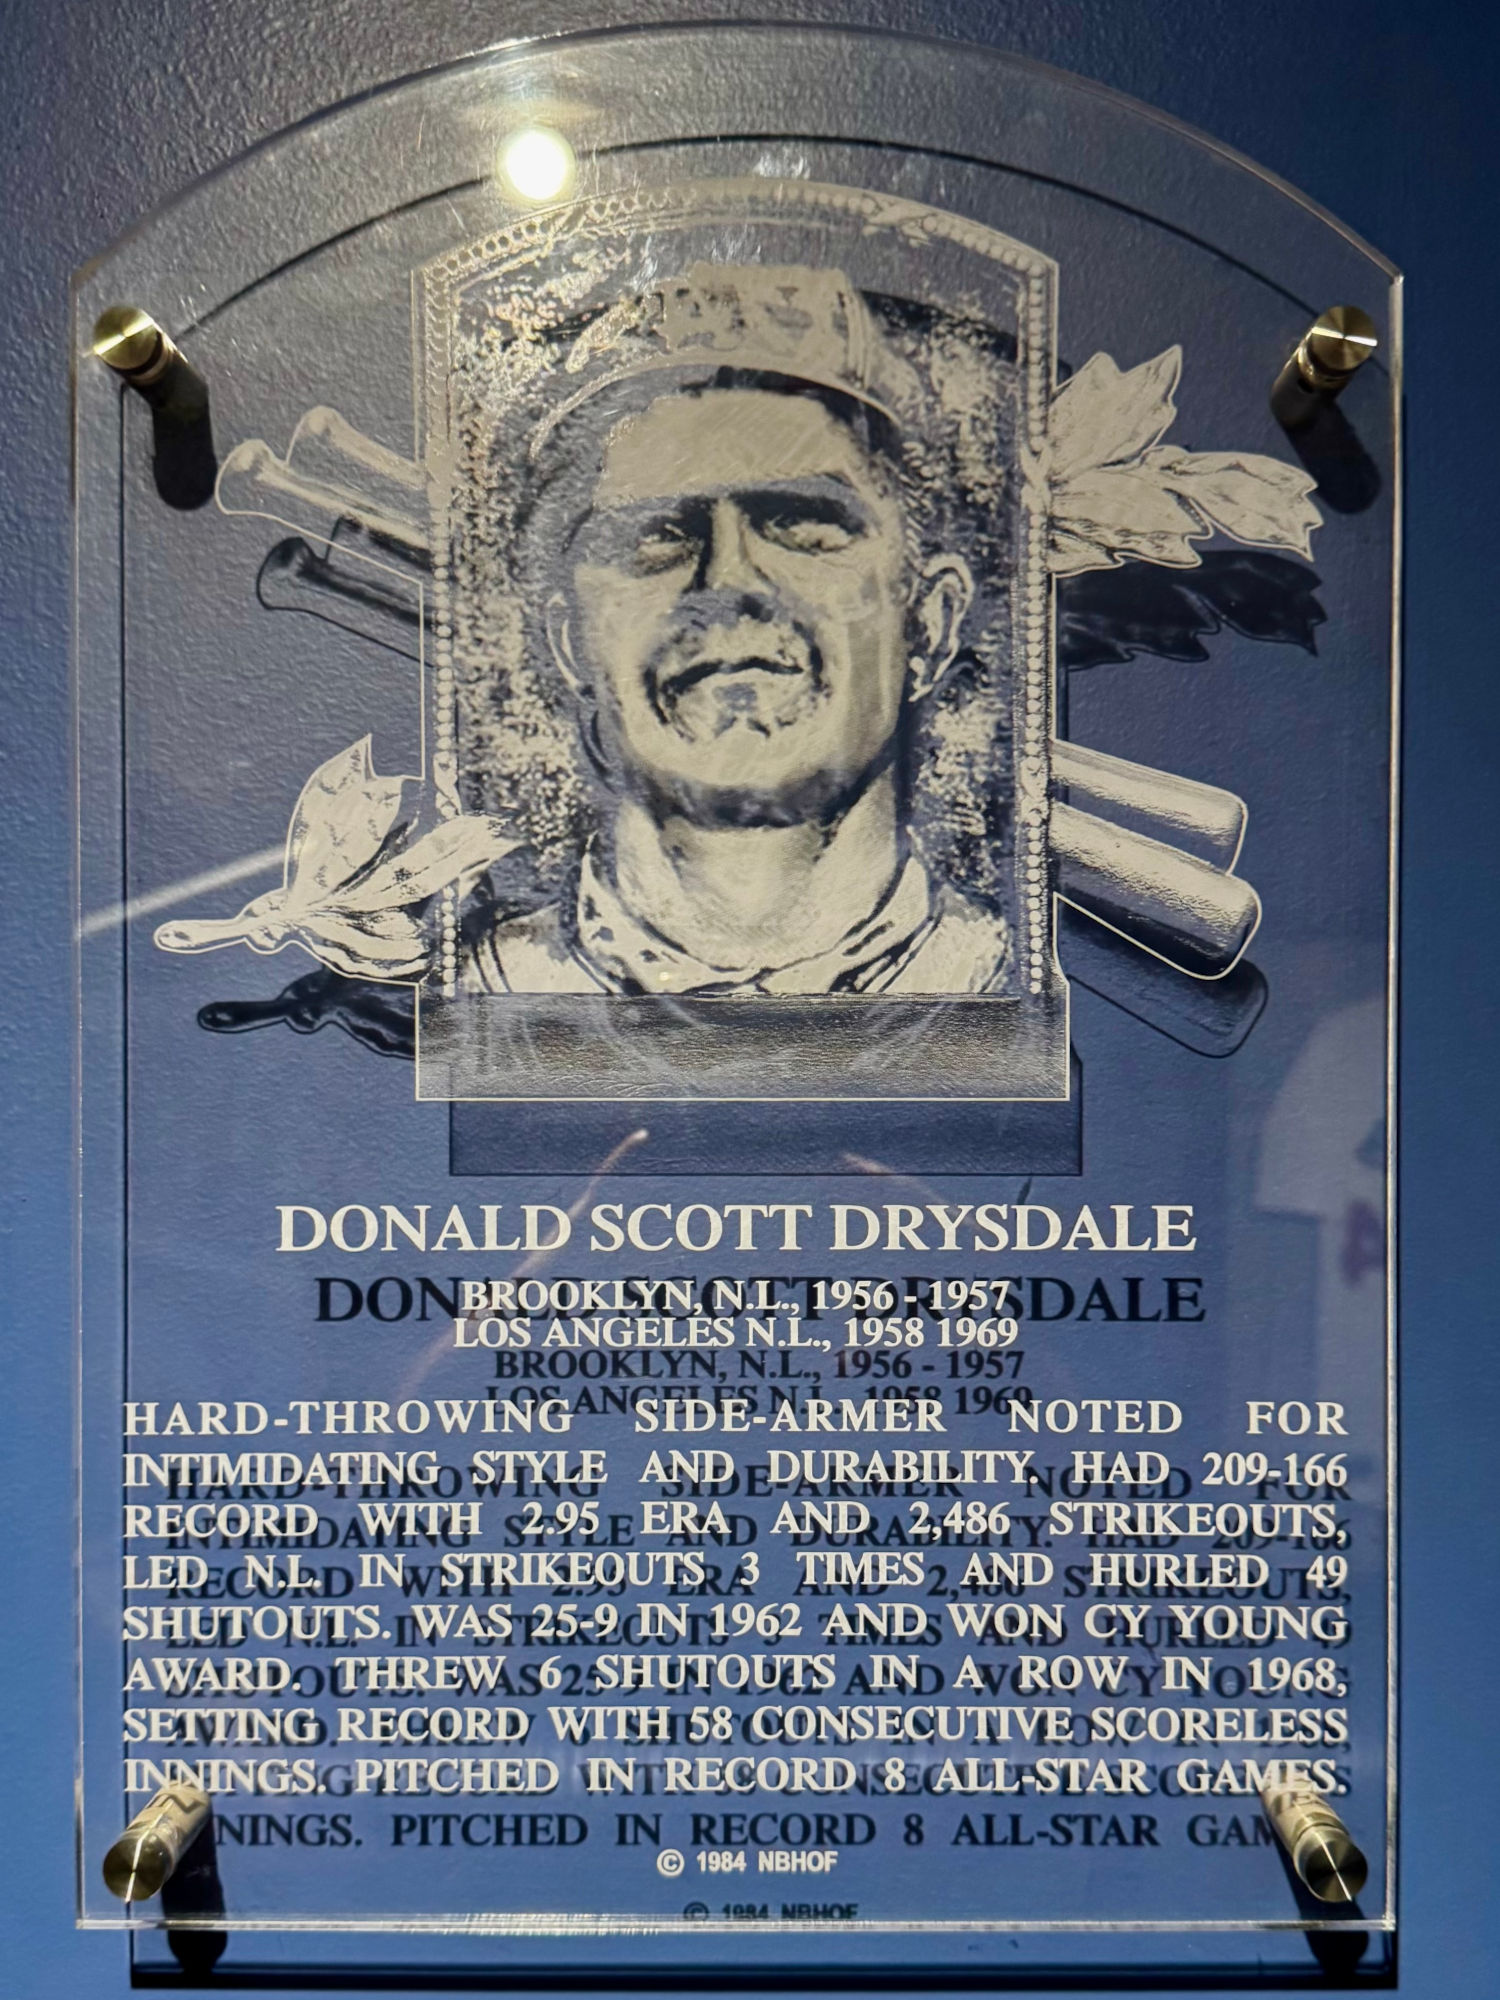 DONALD SCOTT DRYSDALE
BROOKLYN, N.L., 1956 - 1957
LOS ANGELES N.L., 1958 1969
HARD-THROWING SIDE-ARMER NOTED FOR
INTIMIDATING STYLE AND DURABILITY. HAD 209-166
RECORD WITH 2.95 ERA AND 2,486 STRIKEOUTS,
LED N.L. IN STRIKEOUTS 3 TIMES AND HURLED 49
SHUTOUTS. WAS 25-9 IN 1962 AND WON CY YOUNG
AWARD. THREW 6 SHUTOUTS IN A ROW IN 1968,
SETTING RECORD WITH 58 CONSECUTIVE SCORELESS
INNINGS. PITCHED IN RECORD 8 ALL-STAR GAMES.
© 1984 NBHOF